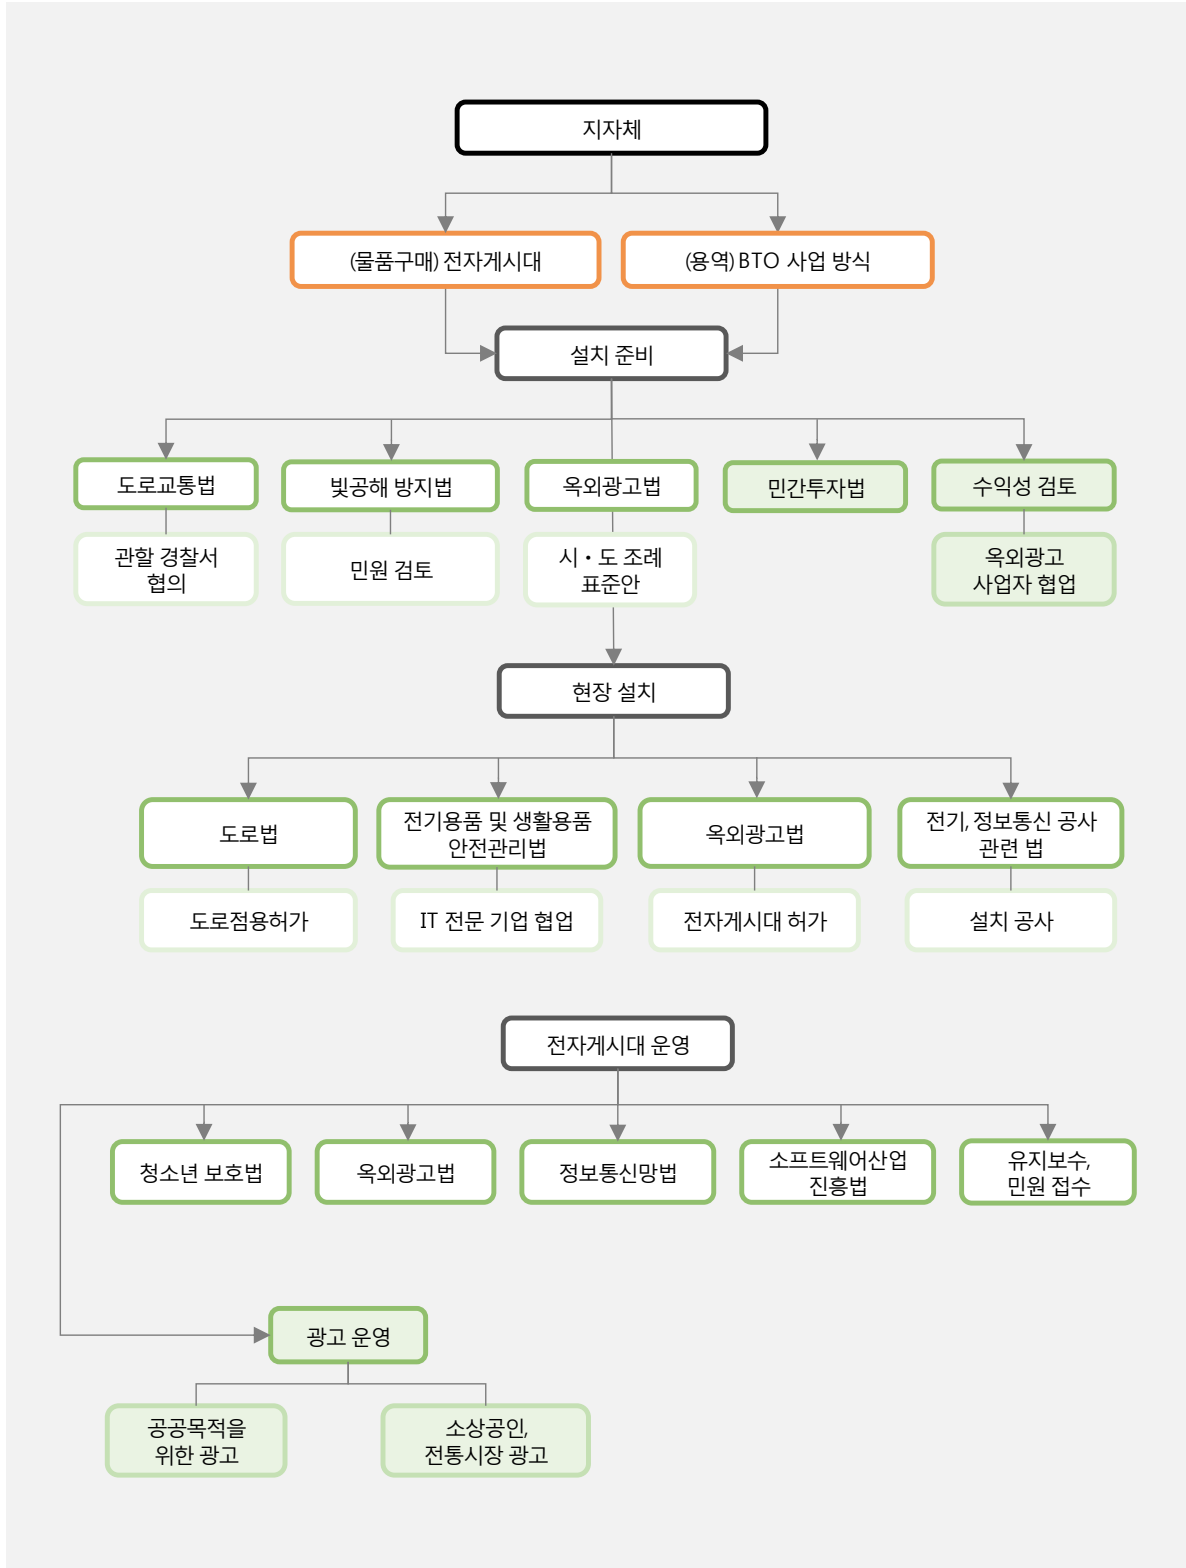 지자체
(물품구매) 전자게시대
(용역) BTO 사업 방식
설치 준비
도로교통법
빛공해 방지법
옥외광고법
민간투자법
수익성 검토
관할 경찰서
협의
민원 검토
시・도 조례
표준안
옥외광고
사업자 협업
현장 설치
도로법
전기용품 및 생활용품
안전관리법
옥외광고법
전기, 정보통신 공사
관련 법
도로점용허가
IT 전문 기업 협업
전자게시대 허가
설치 공사
전자게시대 운영
청소년 보호법
옥외광고법
정보통신망법
소프트웨어산업
진흥법
유지보수,
민원 접수
광고 운영
공공목적을
위한 광고
소상공인,
전통시장 광고